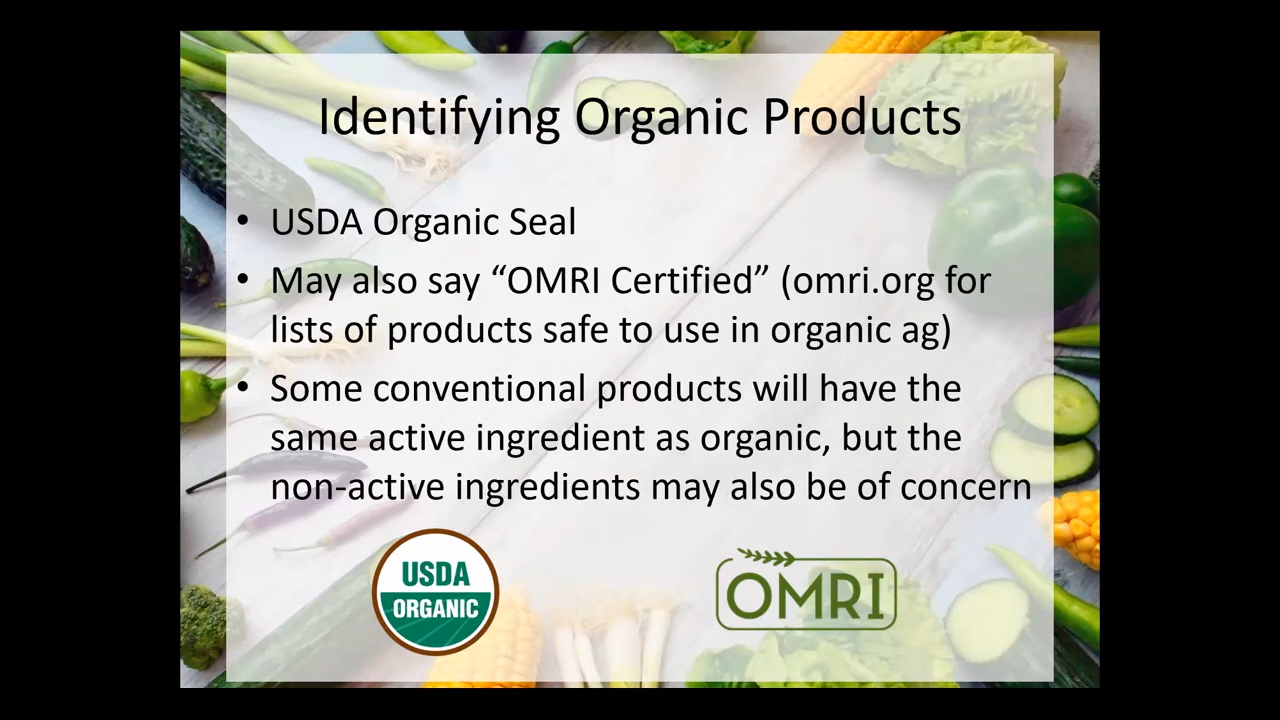 Identifying Organic Products
• USDA Organic Seal
• May also say “OMRI Certified” (omri.org for
lists of products safe to use in organic ag)
• Some conventional products will have the
same active ingredient as organic, but the
non-active ingredients may also be of concern
USDA
ORGANIC
OMRI